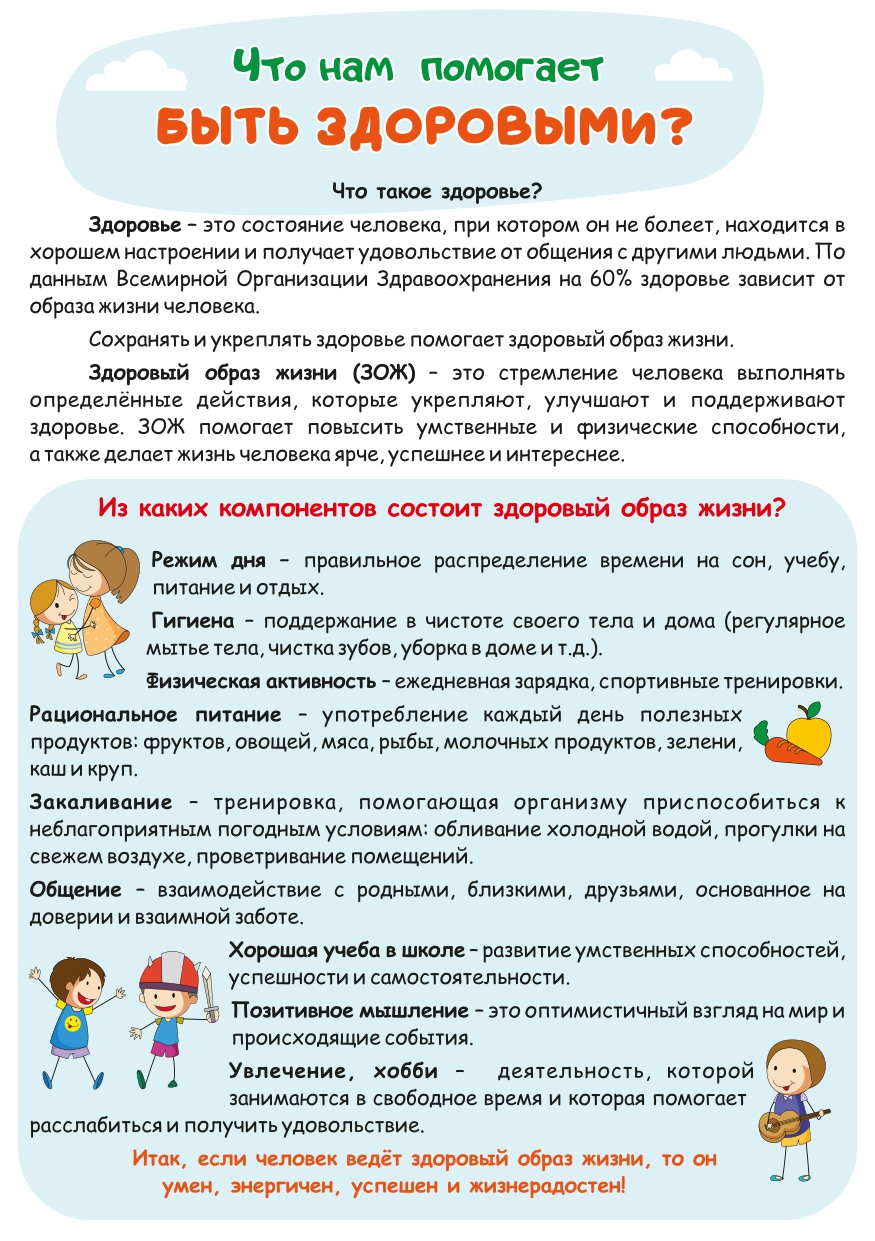 Что нам помогает
БЫТЬ ЗДОРОВЫМИ?
Что такое здоровье?
Здоровье – это состояние человека, при котором он не болеет, находится в
хорошем настроении и получает удовольствие от общения с другими людьми. По
данным Всемирной Организации Здравоохранения на 60% здоровье зависит от
образа жизни человека.
Сохранять и укреплять здоровье помогает здоровый образ жизни.
Здоровый образ жизни (ЗОЖ) – это стремление человека выполнять
определённые действия, которые укрепляют, улучшают и поддерживают
здоровье. ЗОЖ помогает повысить умственные и физические способности,
а также делает жизнь человека ярче, успешнее и интереснее.
Из каких компонентов состоит здоровый образ жизни?
Режим дня – правильное распределение времени на сон, учебу,
питание и отдых.
Гигиена – поддержание в чистоте своего тела и дома (регулярное
мытье тела, чистка зубов, уборка в доме и т.д.).
Физическая активность – ежедневная зарядка, спортивные тренировки.
Рациональное питание – употребление каждый день полезных
продуктов: фруктов, овощей, мяса, рыбы, молочных продуктов, зелени,
каш и круп.
Закаливание – тренировка, помогающая организму приспособиться к
неблагоприятным погодным условиям: обливание холодной водой, прогулки на
свежем воздухе, проветривание помещений.
Общение – взаимодействие с родными, близкими, друзьями, основанное на
доверии и взаимной заботе.
Хорошая учеба в школе – развитие умственных способностей,
успешности и самостоятельности.
Позитивное мышление – это оптимистичный взгляд на мир и
происходящие события.
Увлечение, хобби – деятельность, которой
занимаются в свободное время и которая помогает
расслабиться и получить удовольствие.
Итак, если человек ведёт здоровый образ жизни, то он
умен, энергичен, успешен и жизнерадостен!